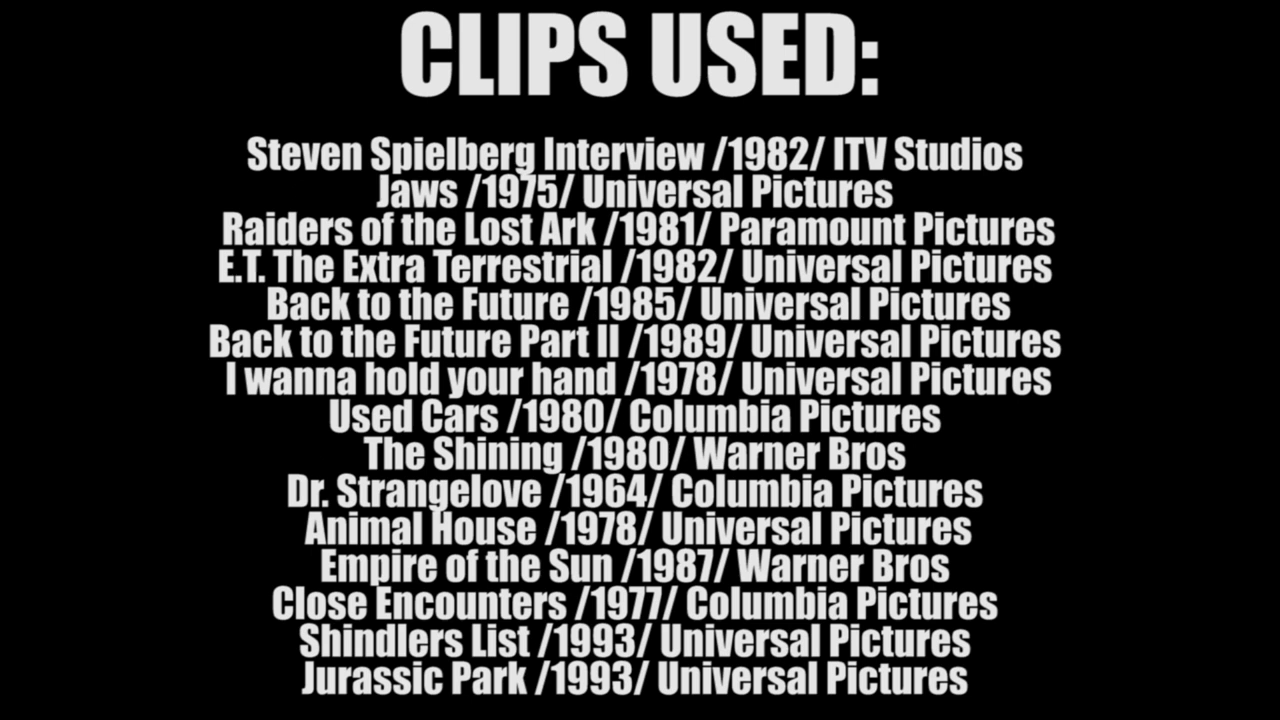 CLIPS USED:
Steven Spielberg Interview /1982/ ITV Studios
Jaws /1975/ Universal Pictures
Raiders of the Lost Ark /1981/ Paramount Pictures
E.T. The Extra Terrestrial /1982/ Universal Pictures
Back to the Future /1985/ Universal Pictures
Back to the Future Part II /1989/ Universal Pictures
I wanna hold your hand /1978/ Universal Pictures
Used Cars /1980/ Columbia Pictures
The Shining /1980/ Warner Bros
Dr. Strangelove /1964/ Columbia Pictures
Animal House /1978/ Universal Pictures
Empire of the Sun /1987/ Warner Bros
Close Encounters /1977/ Columbia Pictures
Shindlers List /1993/ Universal Pictures
Jurassic Park /1993/ Universal Pictures